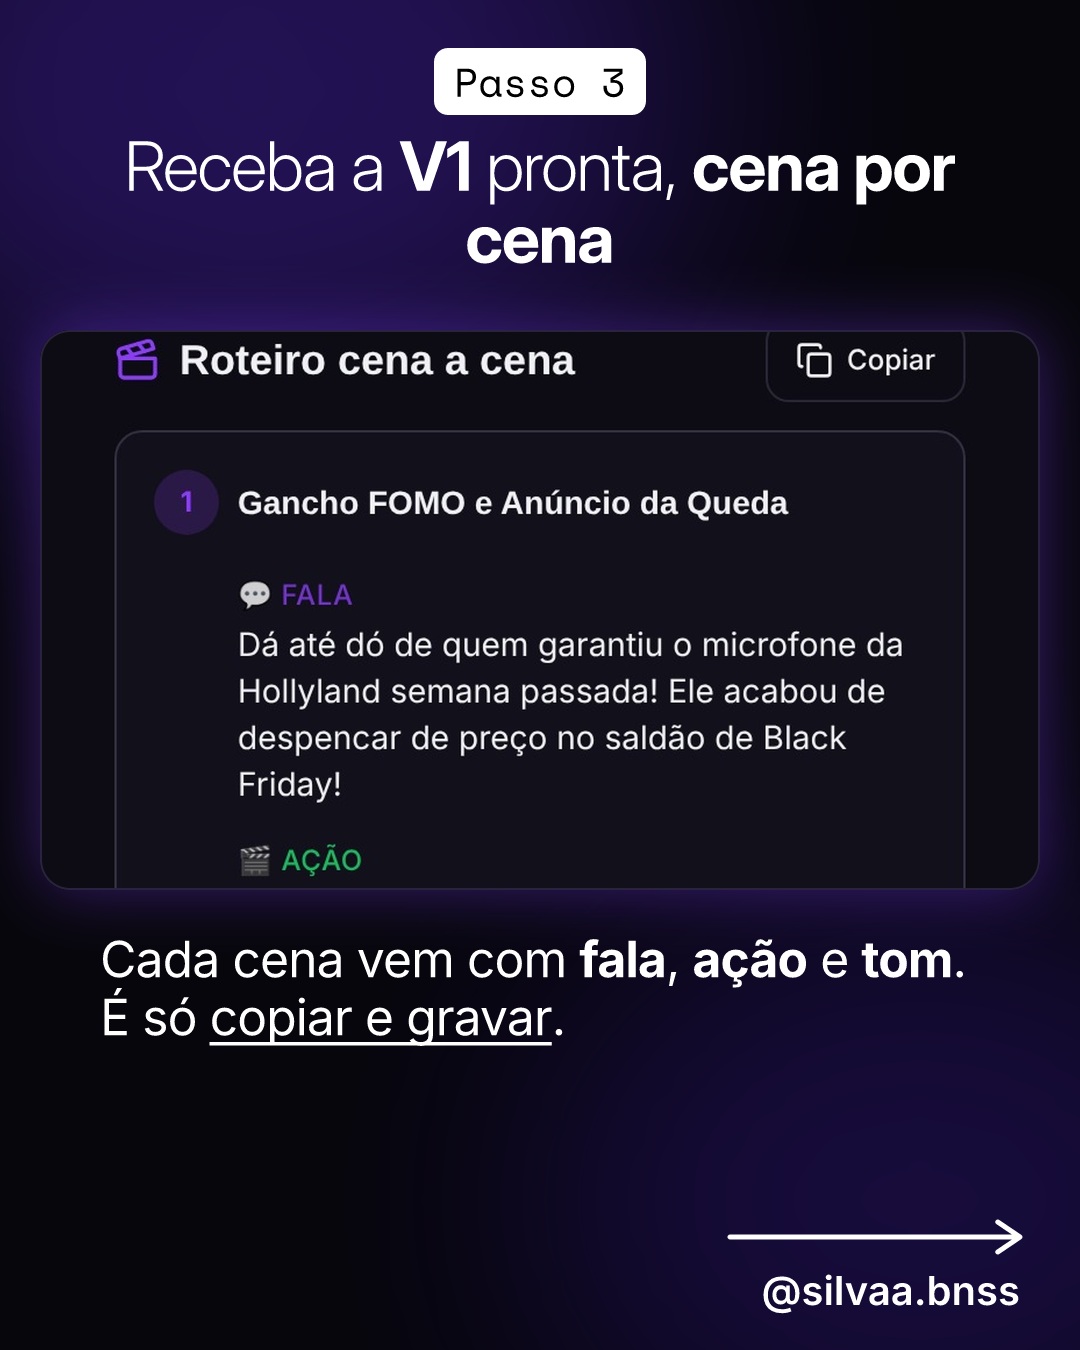 Passo 3
Receba a V1 pronta, cena por
cena
Roteiro cena a cena
Copiar
1
Gancho FOMO e Anúncio da Queda
💬 FALA
Dá até dó de quem garantiu o microfone da
Hollyland semana passada! Ele acabou de
despencar de preço no saldão de Black
Friday!
🎬 AÇÃO
Cada cena vem com fala, ação e tom.
É só copiar e gravar.
@silvaa.bnss